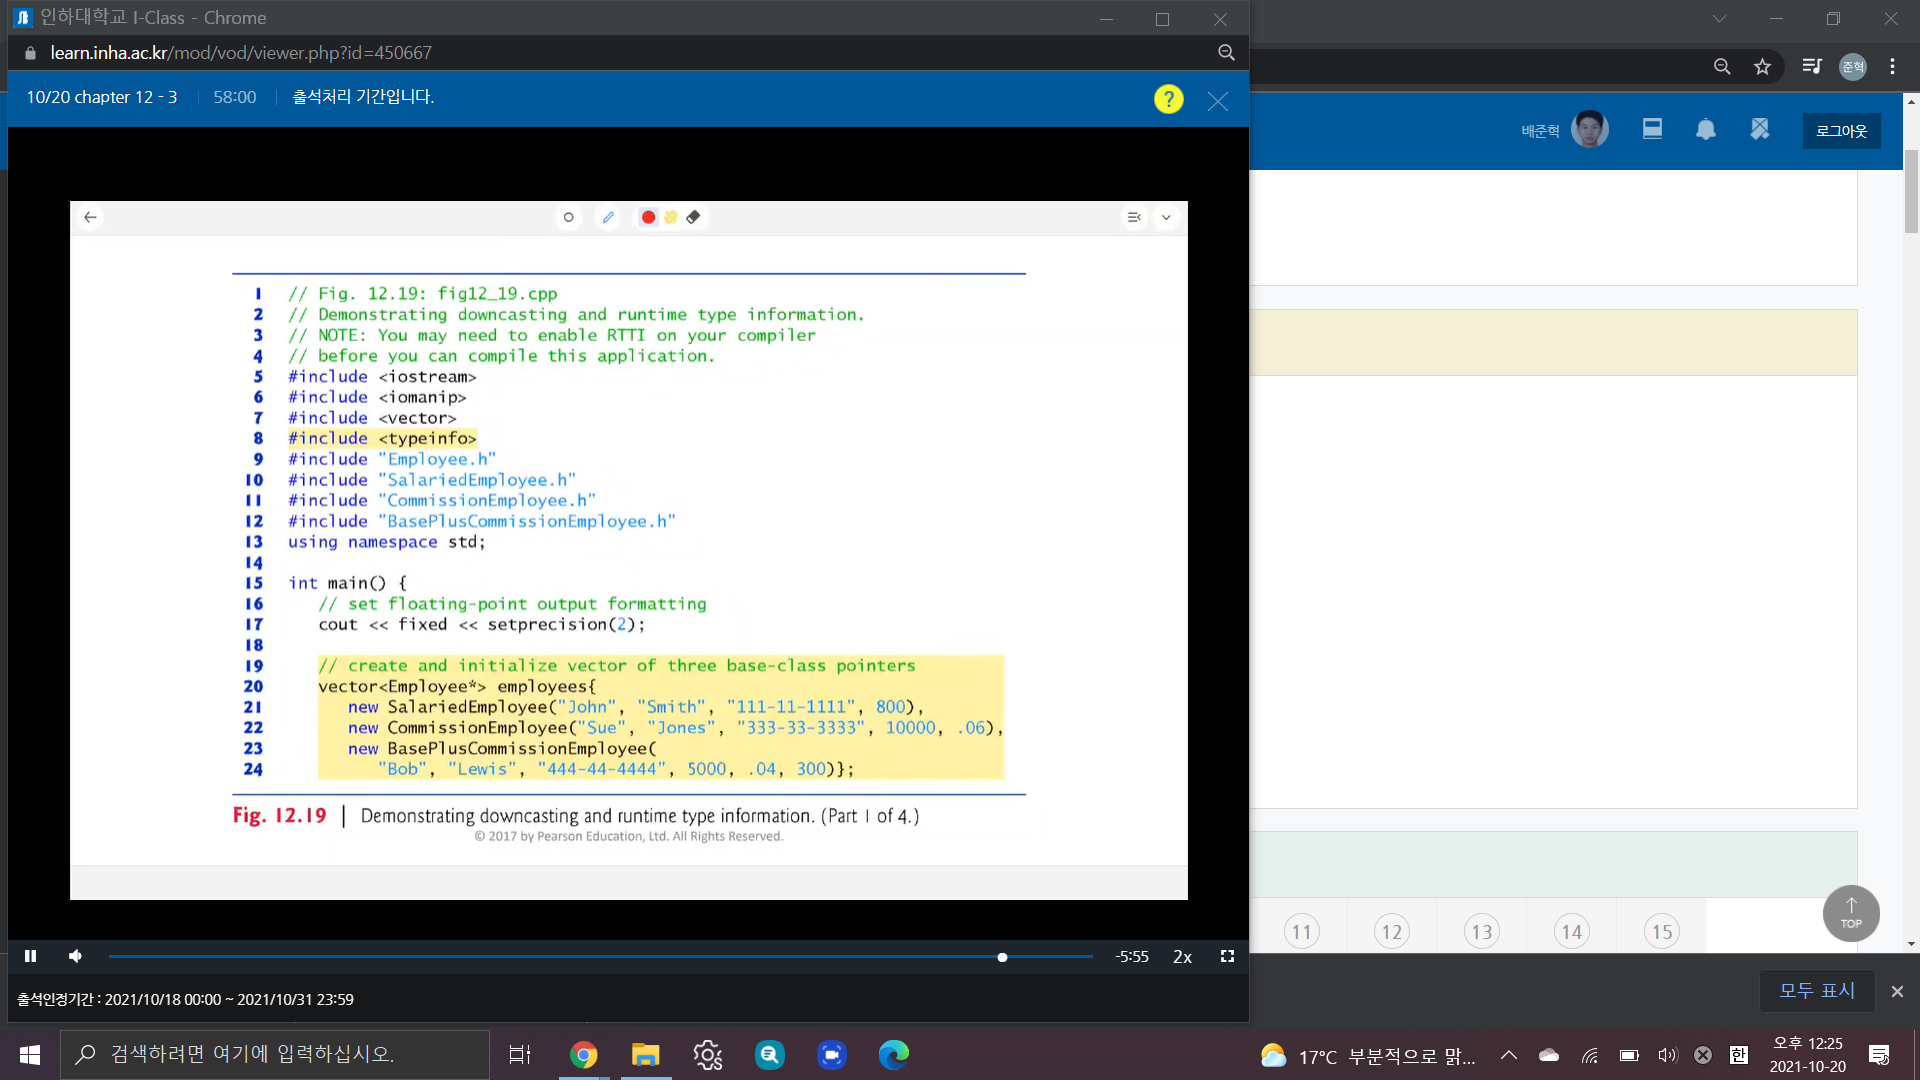 인하대학교 I-Class - Chrome
learn.inha.ac.kr/mod/vod/viewer.php?id=450667
준혁
10/20 chapter 12 - 3 58:00 출석처리 기간입니다.
?
배준혁
로그아웃
1 // Fig. 12.19: fig12_19.cpp
2 // Demonstrating downcasting and runtime type information.
3 // NOTE: You may need to enable RTTI on your compiler
4 // before you can compile this application.
5 #include <iostream>
6 #include <iomanip>
7 #include <vector>
8 #include <typeinfo>
9 #include "Employee.h"
10 #include "SalariedEmployee.h"
11 #include "CommissionEmployee.h"
12 #include "BasePlusCommissionEmployee.h"
13 using namespace std;
14
15 int main() {
16 // set floating-point output formatting
17 cout << fixed << setprecision(2);
18
19 // create and initialize vector of three base-class pointers
20 vector<Employee*> employees{
21 new SalariedEmployee("John", "Smith", "111-11-1111", 800),
22 new CommissionEmployee("Sue", "Jones", "333-33-3333", 10000, .06),
23 new BasePlusCommissionEmployee(
24 "Bob", "Lewis", "444-44-4444", 5000, .04, 300)};
Fig. 12.19 | Demonstrating downcasting and runtime type information. (Part 1 of 4.)
© 2017 by Pearson Education, Ltd. All Rights Reserved.
11 12 13 14 15
TOP
-5:55 2x
출석인정기간 : 2021/10/18 00:00 ~ 2021/10/31 23:59
모두 표시
검색하려면 여기에 입력하십시오.
17°C 부분적으로 맑...
한
오후 12:25
2021-10-20